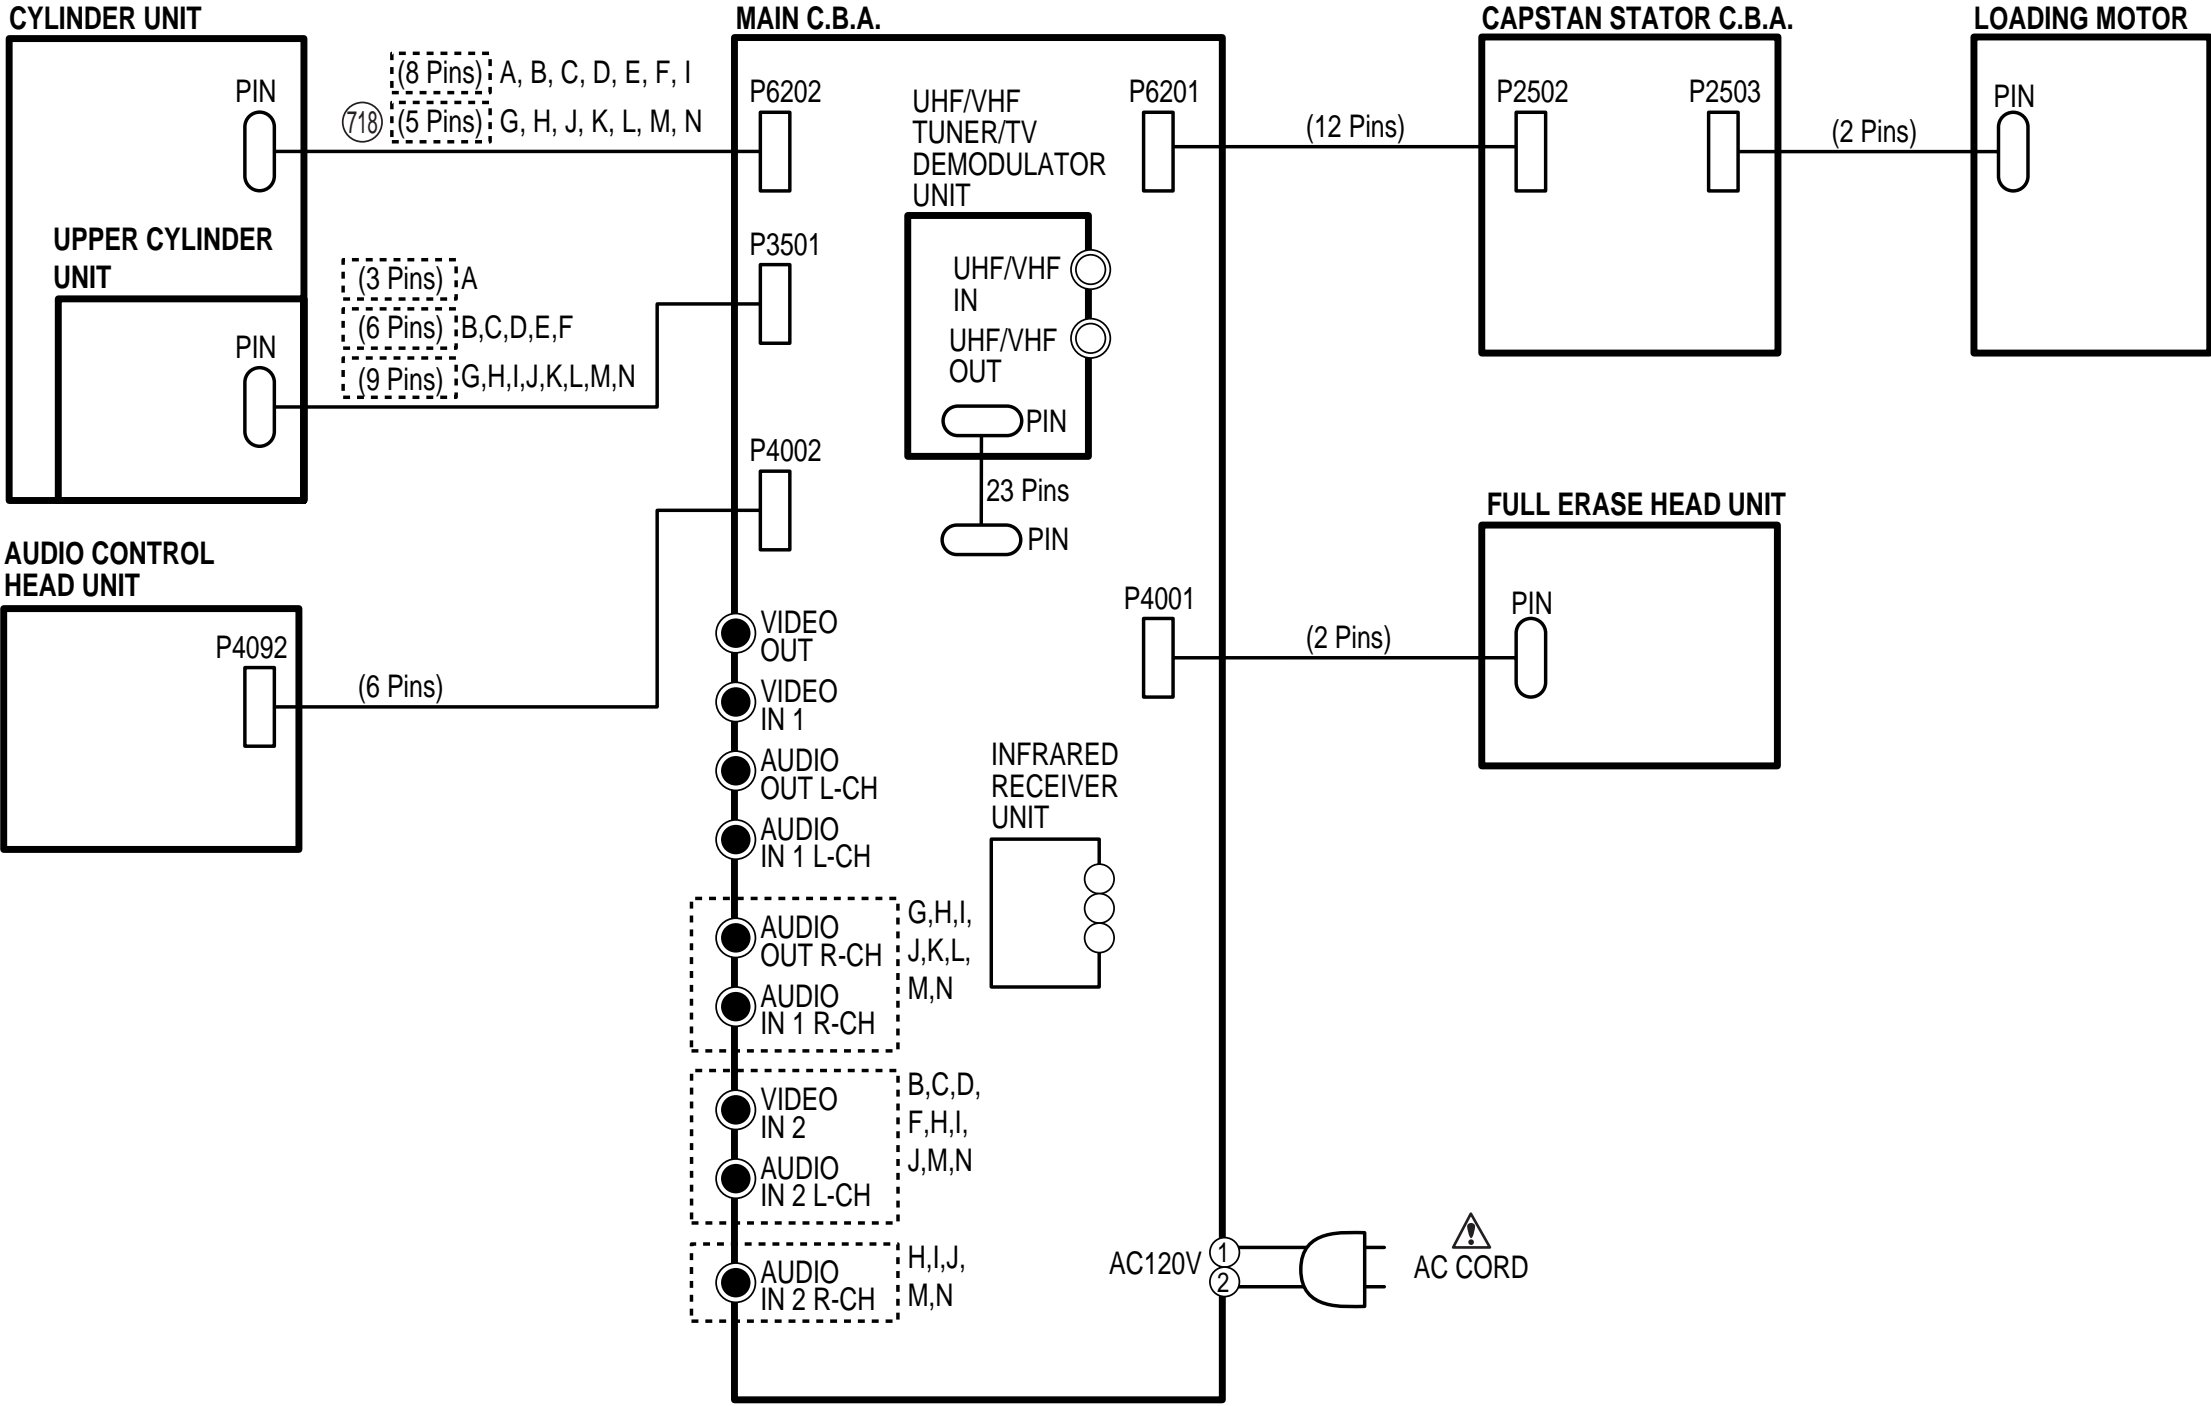 CYLINDER UNIT
PIN
(8 Pins) A, B, C, D, E, F, I
718 (5 Pins) G, H, J, K, L, M, N
UPPER CYLINDER
UNIT
PIN
(3 Pins) A
(6 Pins) B,C,D,E,F
(9 Pins) G,H,I,J,K,L,M,N
AUDIO CONTROL
HEAD UNIT
P4092
(6 Pins)
MAIN C.B.A.
P6202
P3501
P4002
UHF/VHF
TUNER/TV
DEMODULATOR
UNIT
UHF/VHF
IN
UHF/VHF
OUT
PIN
23 Pins
PIN
P6201
P4001
VIDEO
OUT
VIDEO
IN 1
AUDIO
OUT L-CH
AUDIO
IN 1 L-CH
AUDIO
OUT R-CH
AUDIO
IN 1 R-CH
G,H,I,
J,K,L,
M,N
VIDEO
IN 2
AUDIO
IN 2 L-CH
B,C,D,
F,H,I,
J,M,N
AUDIO
IN 2 R-CH
H,I,J,
M,N
INFRARED
RECEIVER
UNIT
AC120V
1
2
! AC CORD
(12 Pins)
CAPSTAN STATOR C.B.A.
P2502
P2503
(2 Pins)
LOADING MOTOR
PIN
FULL ERASE HEAD UNIT
PIN
(2 Pins)